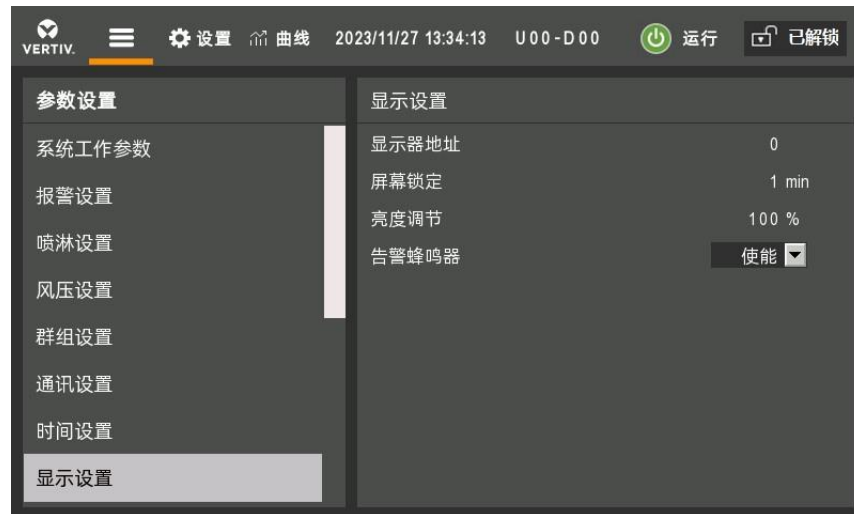 VERTIV. 设置 曲线 2023/11/27 13:34:13 U00-D00 运行 已解锁
参数设置
系统工作参数
报警设置
喷淋设置
风压设置
群组设置
通讯设置
时间设置
显示设置
显示设置
显示器地址 0
屏幕锁定 1 min
亮度调节 100 %
告警蜂鸣器 使能